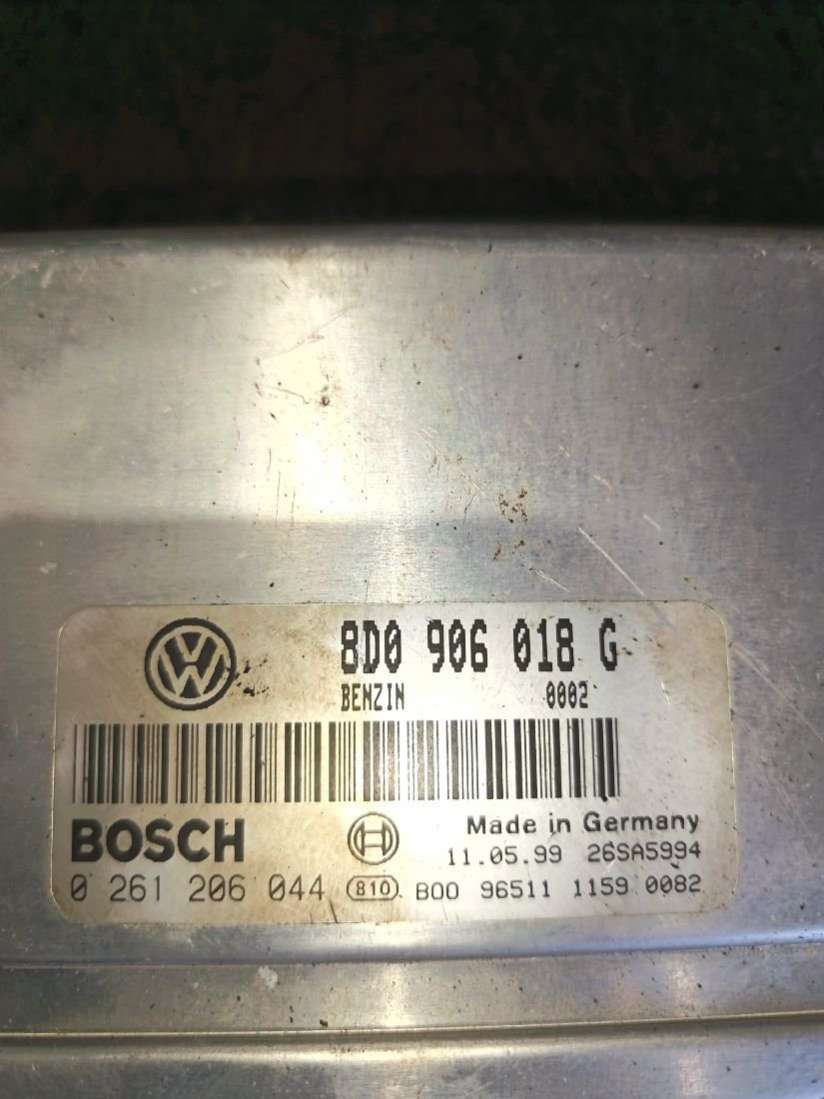 8D0 906 018 G
BENZIN 0002
BOSCH Made in Germany
11.05.99 26SA5994
0 261 206 044 810 B00 96511 1159 0082